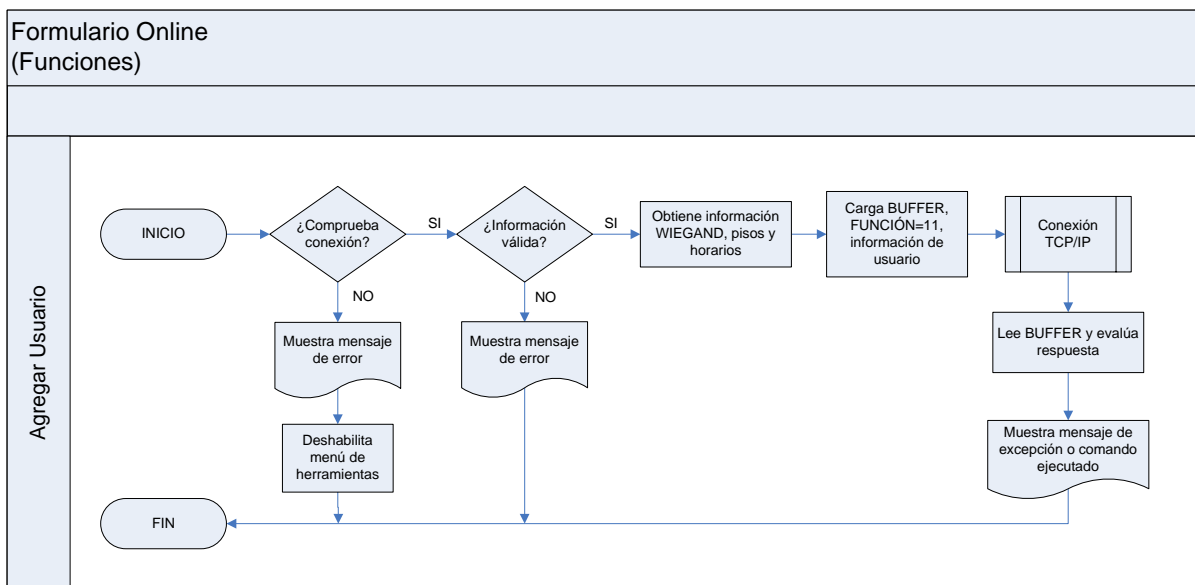 Formulario Online
(Funciones)
Agregar Usuario
INICIO
¿Comprueba
conexión?
SI
¿Información
válida?
SI
Obtiene información
WIEGAND, pisos y
horarios
Carga BUFFER,
FUNCIÓN=11,
información de
usuario
Conexión
TCP/IP
NO
NO
Muestra mensaje
de error
Muestra mensaje
de error
Lee BUFFER y evalúa
respuesta
Deshabilita
menú de
herramientas
Muestra mensaje de
excepción o comando
ejecutado
FIN